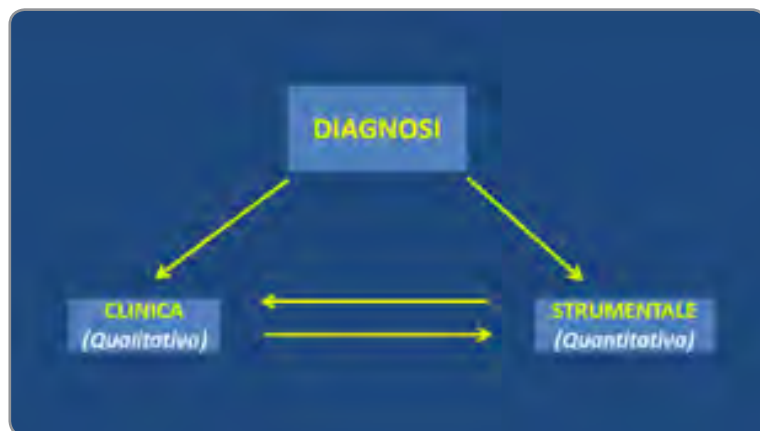 DIAGNOSI
CLINICA
(Qualitativa)
STRUMENTALE
(Quantitativa)